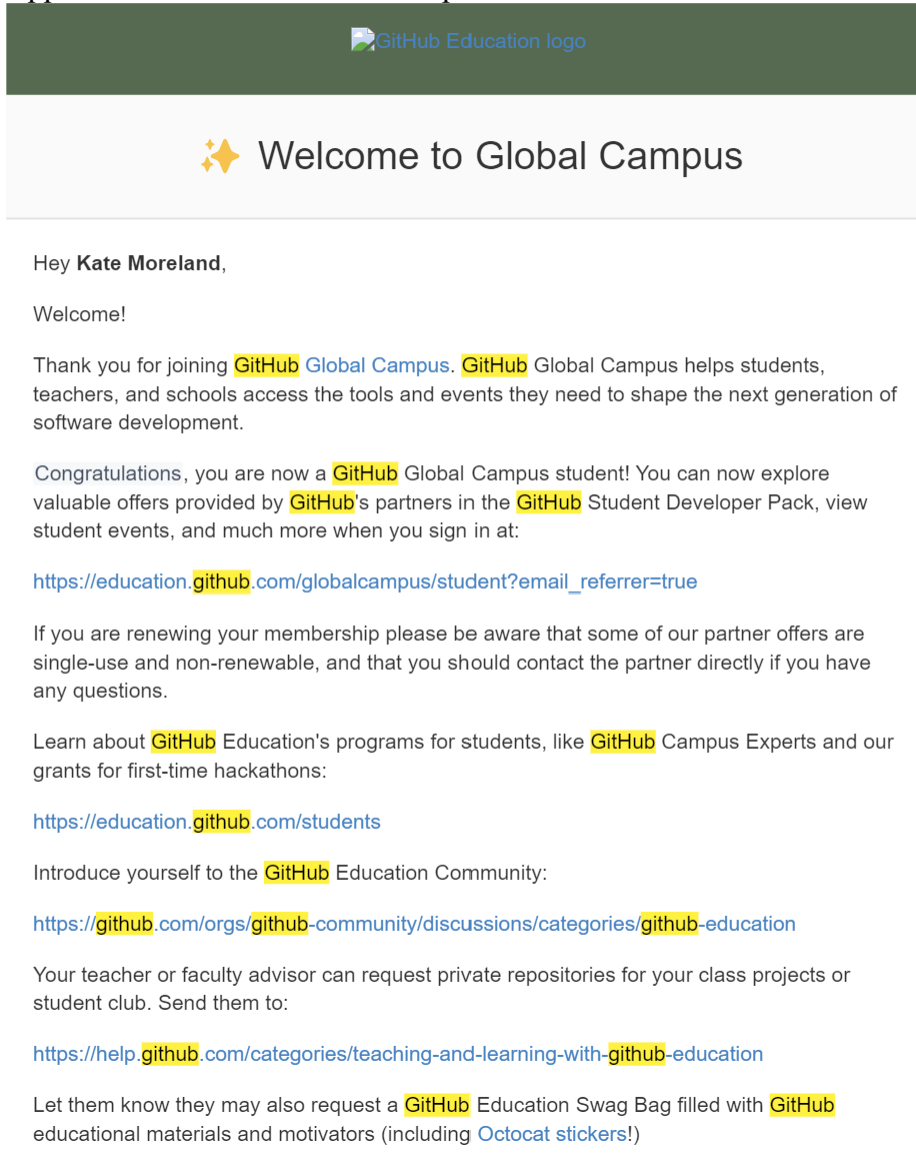 GitHub Education logo
✨ Welcome to Global Campus
Hey Kate Moreland,
Welcome!
Thank you for joining GitHub Global Campus. GitHub Global Campus helps students,
teachers, and schools access the tools and events they need to shape the next generation of
software development.
Congratulations, you are now a GitHub Global Campus student! You can now explore
valuable offers provided by GitHub's partners in the GitHub Student Developer Pack, view
student events, and much more when you sign in at:
https://education.github.com/globalcampus/student?email_referrer=true
If you are renewing your membership please be aware that some of our partner offers are
single-use and non-renewable, and that you should contact the partner directly if you have
any questions.
Learn about GitHub Education's programs for students, like GitHub Campus Experts and our
grants for first-time hackathons:
https://education.github.com/students
Introduce yourself to the GitHub Education Community:
https://github.com/orgs/github-community/discussions/categories/github-education
Your teacher or faculty advisor can request private repositories for your class projects or
student club. Send them to:
https://help.github.com/categories/teaching-and-learning-with-github-education
Let them know they may also request a GitHub Education Swag Bag filled with GitHub
educational materials and motivators (including Octocat stickers!)